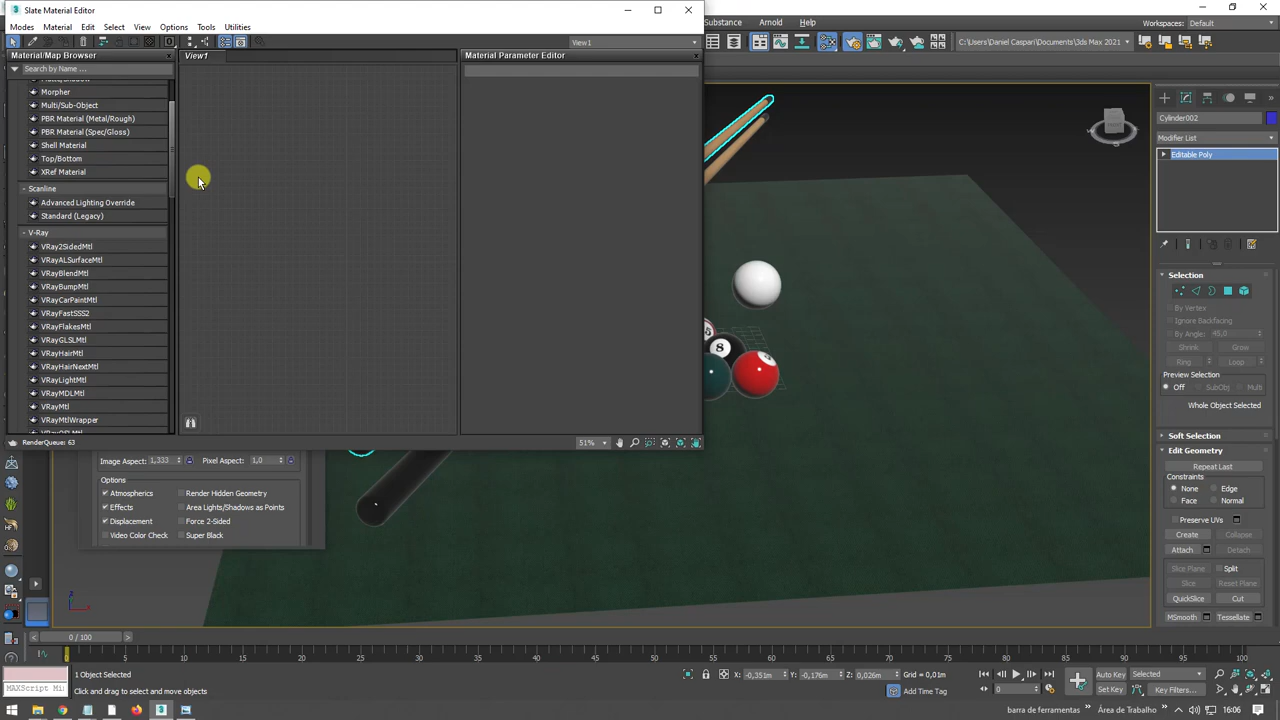 Slate Material Editor
Modes Material Edit Select View Options Tools Utilities
Substance Arnold Help
Workspaces: Default
View1
C:\Users\Daniel Caspari\Documents\3ds Max 2021
Material/Map Browser
View1
Material Parameter Editor
Search by Name ...
Morpher
Multi/Sub-Object
PBR Material (Metal/Rough)
PBR Material (Spec/Gloss)
Shell Material
Top/Bottom
XRef Material
- Scanline
Advanced Lighting Override
Standard (Legacy)
- V-Ray
VRay2SidedMtl
VRayALSurfaceMtl
VRayBlendMtl
VRayBumpMtl
VRayCarPaintMtl
VRayFastSSS2
VRayFlakesMtl
VRayGLSLMtl
VRayHairMtl
VRayHairNextMtl
VRayLightMtl
VRayMDLMtl
VRayMtl
VRayMtlWrapper
RenderQueue: 63
51%
8
Image Aspect: 1,333 Pixel Aspect: 1,0
Options
Atmospherics Render Hidden Geometry
Effects Area Lights/Shadows as Points
Displacement Force 2-Sided
Video Color Check Super Black
Cylinder002
Modifier List
Editable Poly
Selection
By Vertex
Ignore Backfacing
By Angle: 45,0
Shrink Grow
Ring Loop
Preview Selection
Off SubObj Multi
Whole Object Selected
Soft Selection
Edit Geometry
Repeat Last
Constraints
None Edge
Face Normal
Preserve UVs
Create Collapse
Attach Detach
Slice Plane Split
Slice Reset Plane
QuickSlice Cut
MSmooth Tessellate
< 0 / 100 >
0 5 10 15 20 25 30 35 40 45 50 55 60 65 70 75 80 85 90 95 100
1 Object Selected
X: -0,351m Y: -0,176m Z: 0,026m Grid = 0,01m
Auto Key Selected
MAXScript Mi
Click and drag to select and move objects
Add Time Tag
0
Set Key Key Filters...
barra de ferramentas Área de Trabalho 16:06